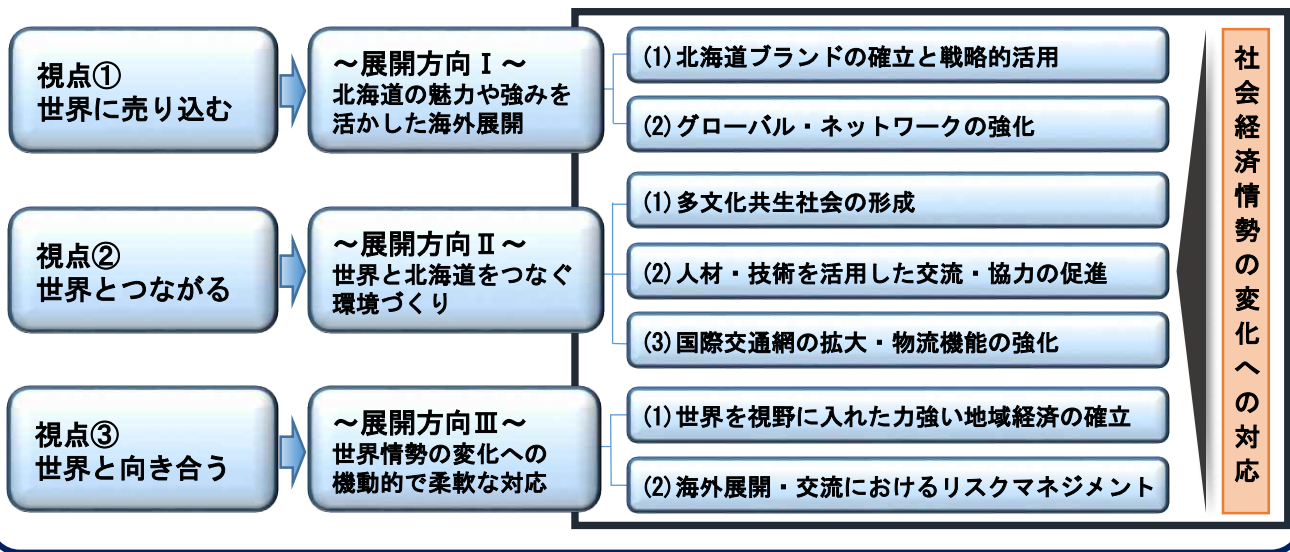 視点①
世界に売り込む
～展開方向Ⅰ～
北海道の魅力や強みを
活かした海外展開
(1)北海道ブランドの確立と戦略的活用
(2)グローバル・ネットワークの強化
視点②
世界とつながる
～展開方向Ⅱ～
世界と北海道をつなぐ
環境づくり
(1)多文化共生社会の形成
(2)人材・技術を活用した交流・協力の促進
(3)国際交通網の拡大・物流機能の強化
視点③
世界と向き合う
～展開方向Ⅲ～
世界情勢の変化への
機動的で柔軟な対応
(1)世界を視野に入れた力強い地域経済の確立
(2)海外展開・交流におけるリスクマネジメント
社会経済情勢の変化への対応